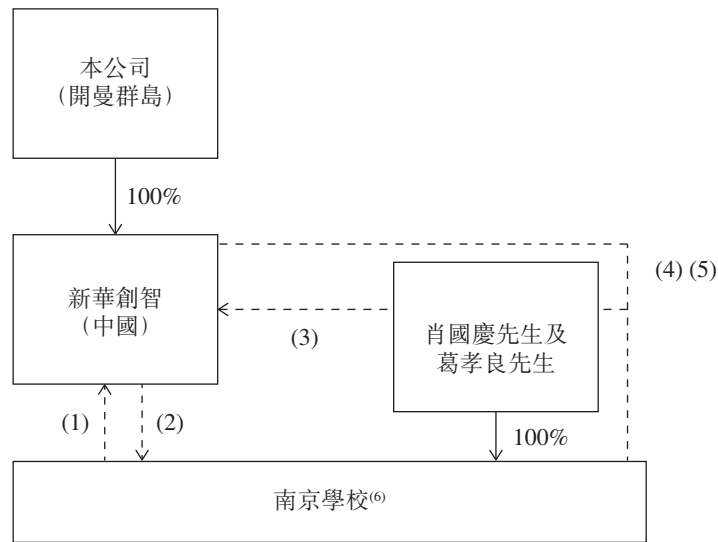 本公司
（開曼群島）
100%
新華創智
（中國）
(4) (5)
(3)
肖國慶先生及
葛孝良先生
(1)
(2)
100%
南京學校(6)